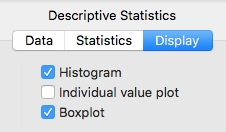 Descriptive Statistics
Data Statistics Display
Histogram
Individual value plot
Boxplot